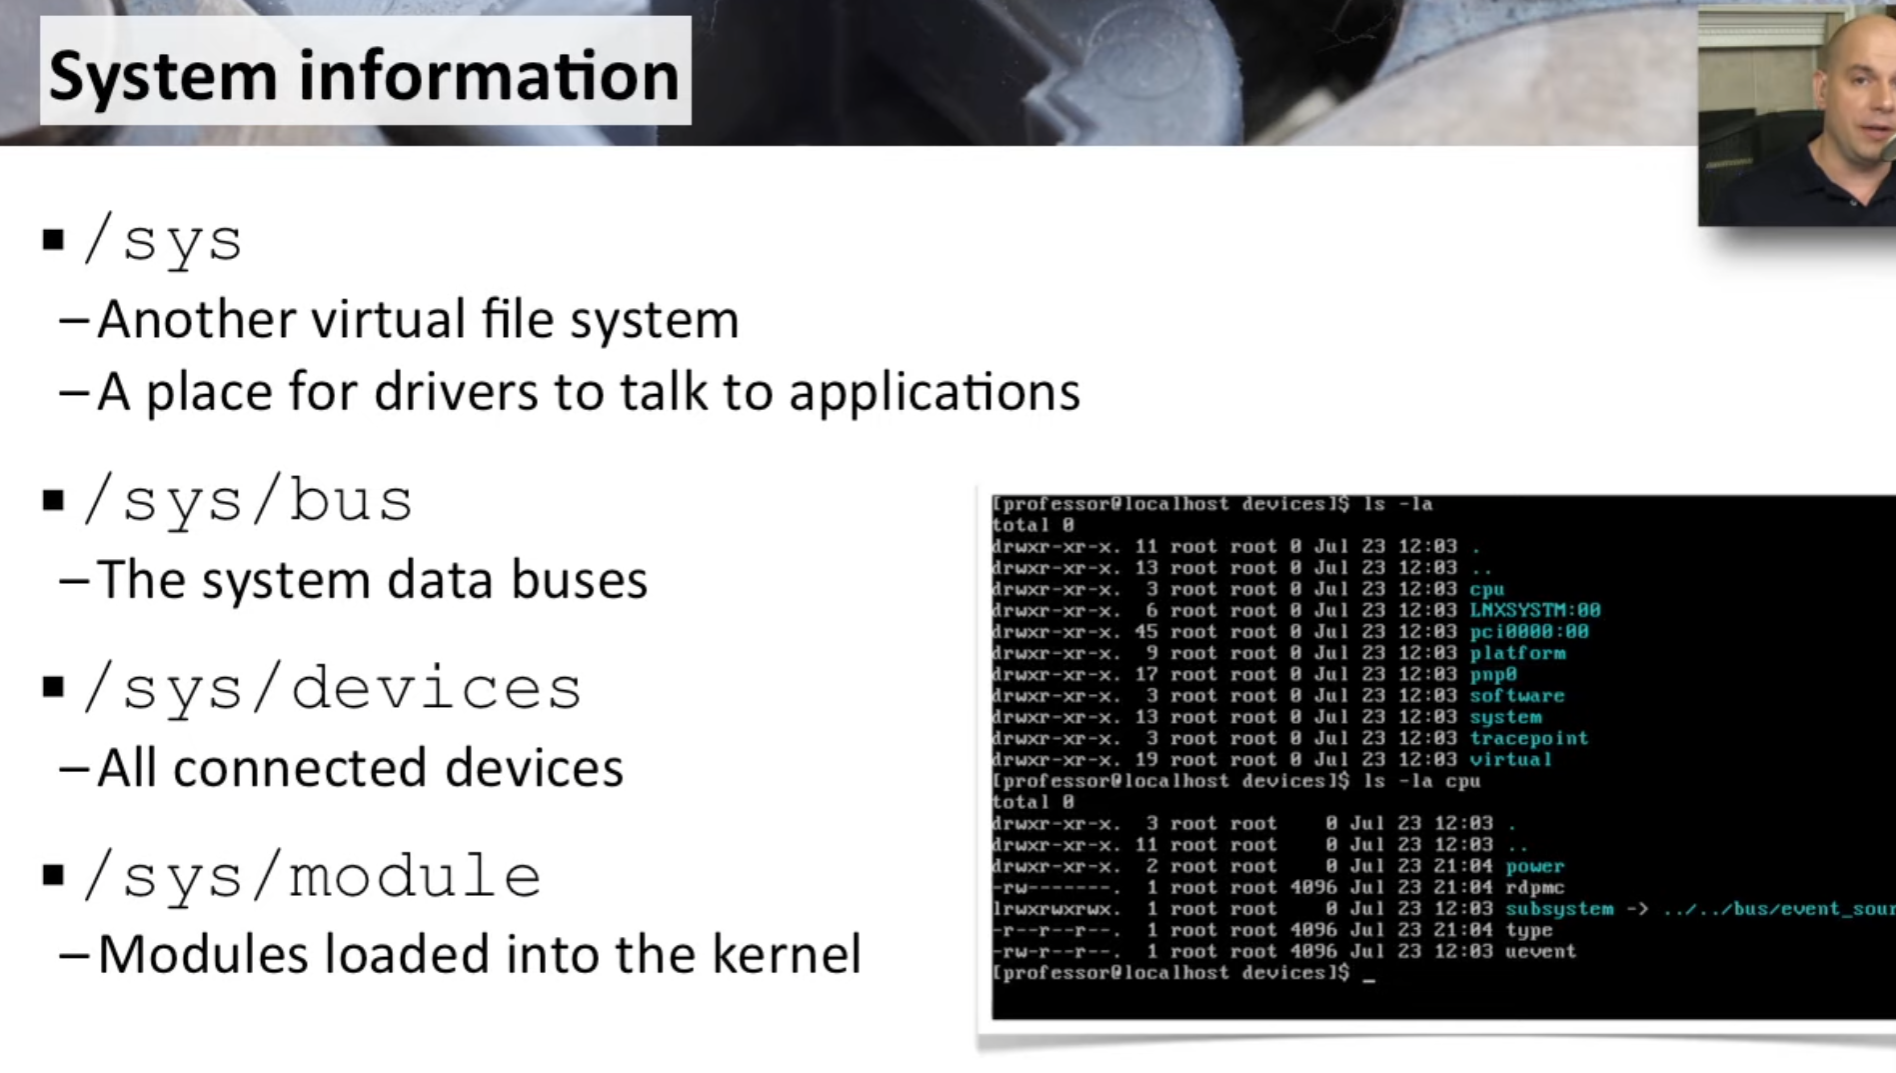 System information
▪ /sys
–Another virtual file system
–A place for drivers to talk to applications
▪ /sys/bus
–The system data buses
▪ /sys/devices
–All connected devices
▪ /sys/module
–Modules loaded into the kernel
[professor@localhost devices]$ ls -la
total 0
drwxr-xr-x. 11 root root 0 Jul 23 12:03 .
drwxr-xr-x. 13 root root 0 Jul 23 12:03 ..
drwxr-xr-x.  3 root root 0 Jul 23 12:03 cpu
drwxr-xr-x.  6 root root 0 Jul 23 12:03 LNXSYSTM:00
drwxr-xr-x. 45 root root 0 Jul 23 12:03 pci0000:00
drwxr-xr-x.  9 root root 0 Jul 23 12:03 platform
drwxr-xr-x. 17 root root 0 Jul 23 12:03 pnp0
drwxr-xr-x.  3 root root 0 Jul 23 12:03 software
drwxr-xr-x. 13 root root 0 Jul 23 12:03 system
drwxr-xr-x.  3 root root 0 Jul 23 12:03 tracepoint
drwxr-xr-x. 19 root root 0 Jul 23 12:03 virtual
[professor@localhost devices]$ ls -la cpu
total 0
drwxr-xr-x.  3 root root    0 Jul 23 12:03 .
drwxr-xr-x. 11 root root    0 Jul 23 12:03 ..
drwxr-xr-x.  2 root root    0 Jul 23 21:04 power
-rw-------.  1 root root 4096 Jul 23 21:04 rdpmc
lrwxrwxrwx.  1 root root    0 Jul 23 12:03 subsystem -> ../../bus/event_sour
-r--r--r--.  1 root root 4096 Jul 23 21:04 type
-rw-r--r--.  1 root root 4096 Jul 23 12:03 uevent
[professor@localhost devices]$ _